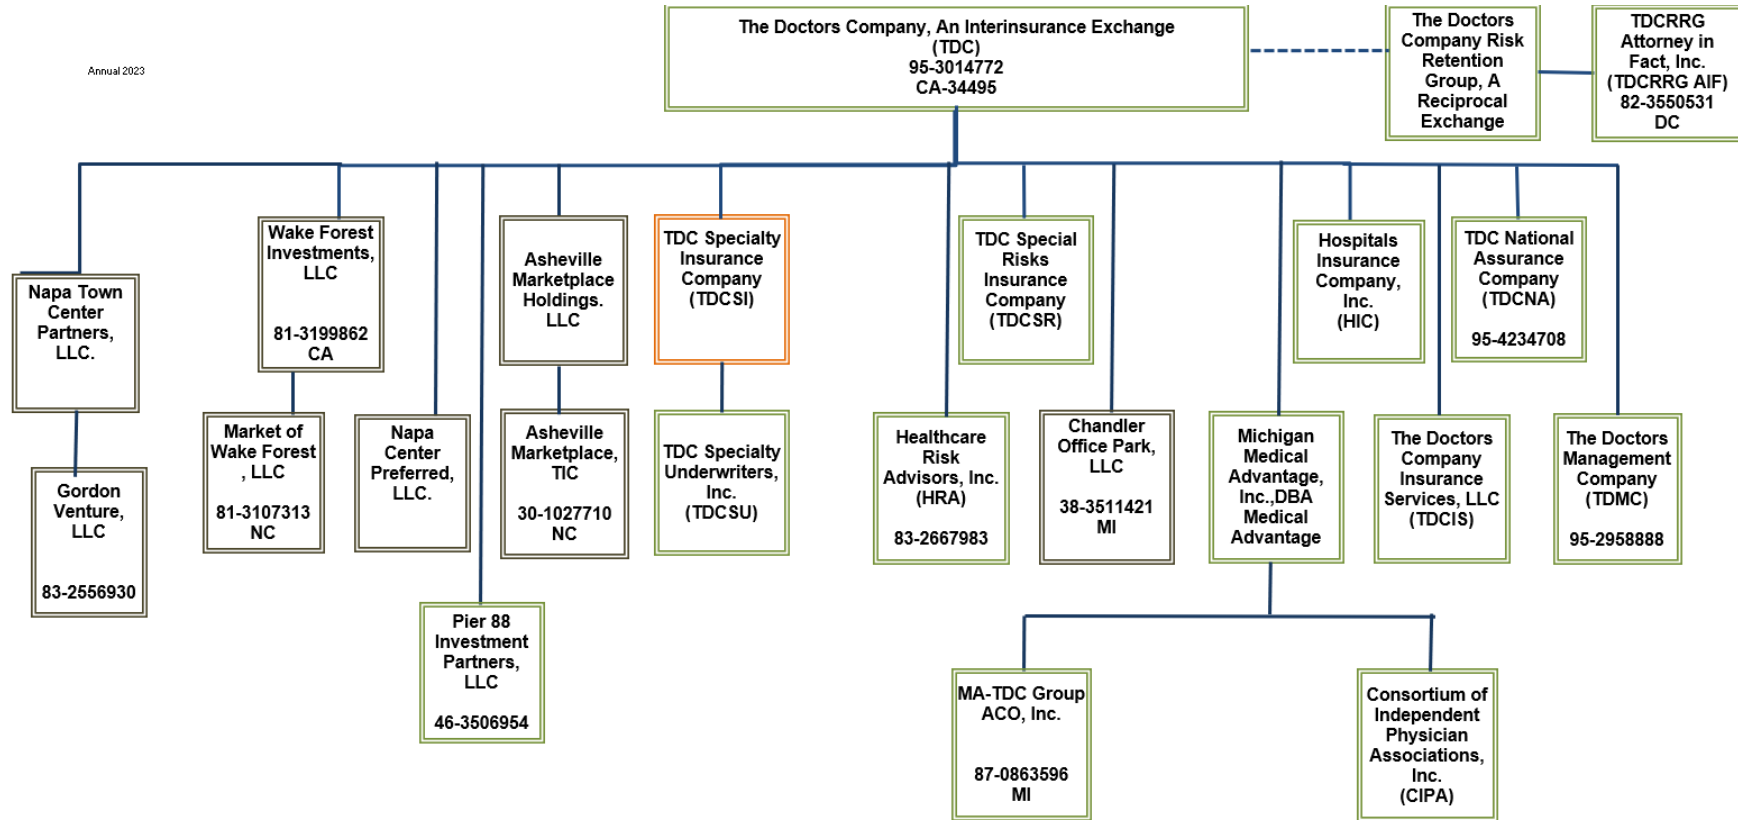 The Doctors Company, An Interinsurance Exchange
(TDC)
95-3014772
CA-34495
The Doctors
Company Risk
Retention
Group, A
Reciprocal
Exchange
TDCRRG
Attorney in
Fact, Inc.
(TDCRRG AIF)
82-3550531
DC
Annual 2023
Napa Town
Center
Partners,
LLC.
Wake Forest
Investments,
LLC
81-3199862
CA
Asheville
Marketplace
Holdings.
LLC
TDC Specialty
Insurance
Company
(TDCSI)
TDC Special
Risks
Insurance
Company
(TDCSR)
Hospitals
Insurance
Company,
Inc.
(HIC)
TDC National
Assurance
Company
(TDCNA)
95-4234708
Gordon
Venture,
LLC
83-2556930
Market of
Wake Forest
, LLC
81-3107313
NC
Napa
Center
Preferred,
LLC.
Asheville
Marketplace,
TIC
30-1027710
NC
TDC Specialty
Underwriters,
Inc.
(TDCSU)
Healthcare
Risk
Advisors, Inc.
(HRA)
83-2667983
Chandler
Office Park,
LLC
38-3511421
MI
Michigan
Medical
Advantage,
Inc.,DBA
Medical
Advantage
The Doctors
Company
Insurance
Services, LLC
(TDCIS)
The Doctors
Management
Company
(TDMC)
95-2958888
Pier 88
Investment
Partners,
LLC
46-3506954
MA-TDC Group
ACO, Inc.
87-0863596
MI
Consortium of
Independent
Physician
Associations,
Inc.
(CIPA)